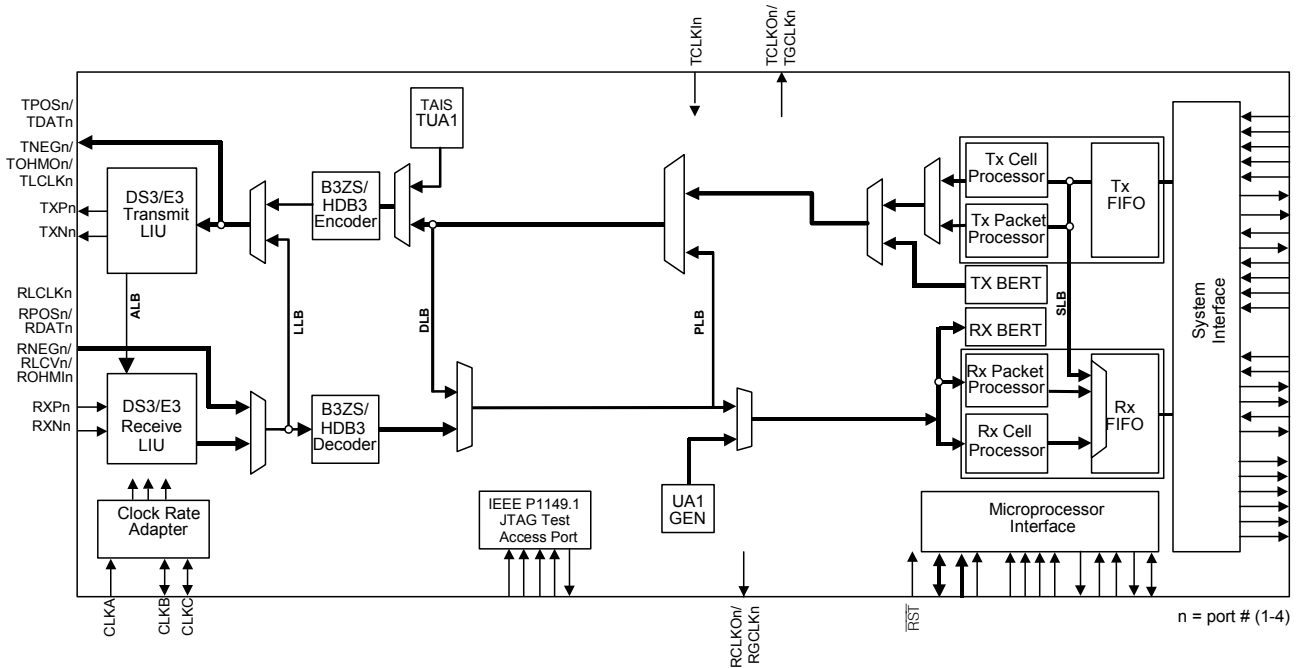 TCLKIn
TCLKOn/
TGCLKn
TPOSn/
TDATn
TNEGn/
TOHMOn/
TLCLKn
TXPn
TXNn
RLCLKn
RPOSn/
RDATn
RNEGn/
RLCVn/
ROHMIn
RXPn
RXNn
DS3/E3
Transmit
LIU
ALB
DS3/E3
Receive
LIU
Clock Rate
Adapter
CLKA
CLKB
CLKC
LLB
TAIS
TUA1
B3ZS/
HDB3
Encoder
B3ZS/
HDB3
Decoder
DLB
IEEE P1149.1
JTAG Test
Access Port
PLB
UA1
GEN
RCLKOn/
RGCLKn
Tx Cell
Processor
Tx Packet
Processor
Tx
FIFO
TX BERT
RX BERT
SLB
Rx Packet
Processor
Rx Cell
Processor
Rx
FIFO
System
Interface
Microprocessor
Interface
RST
n = port # (1-4)